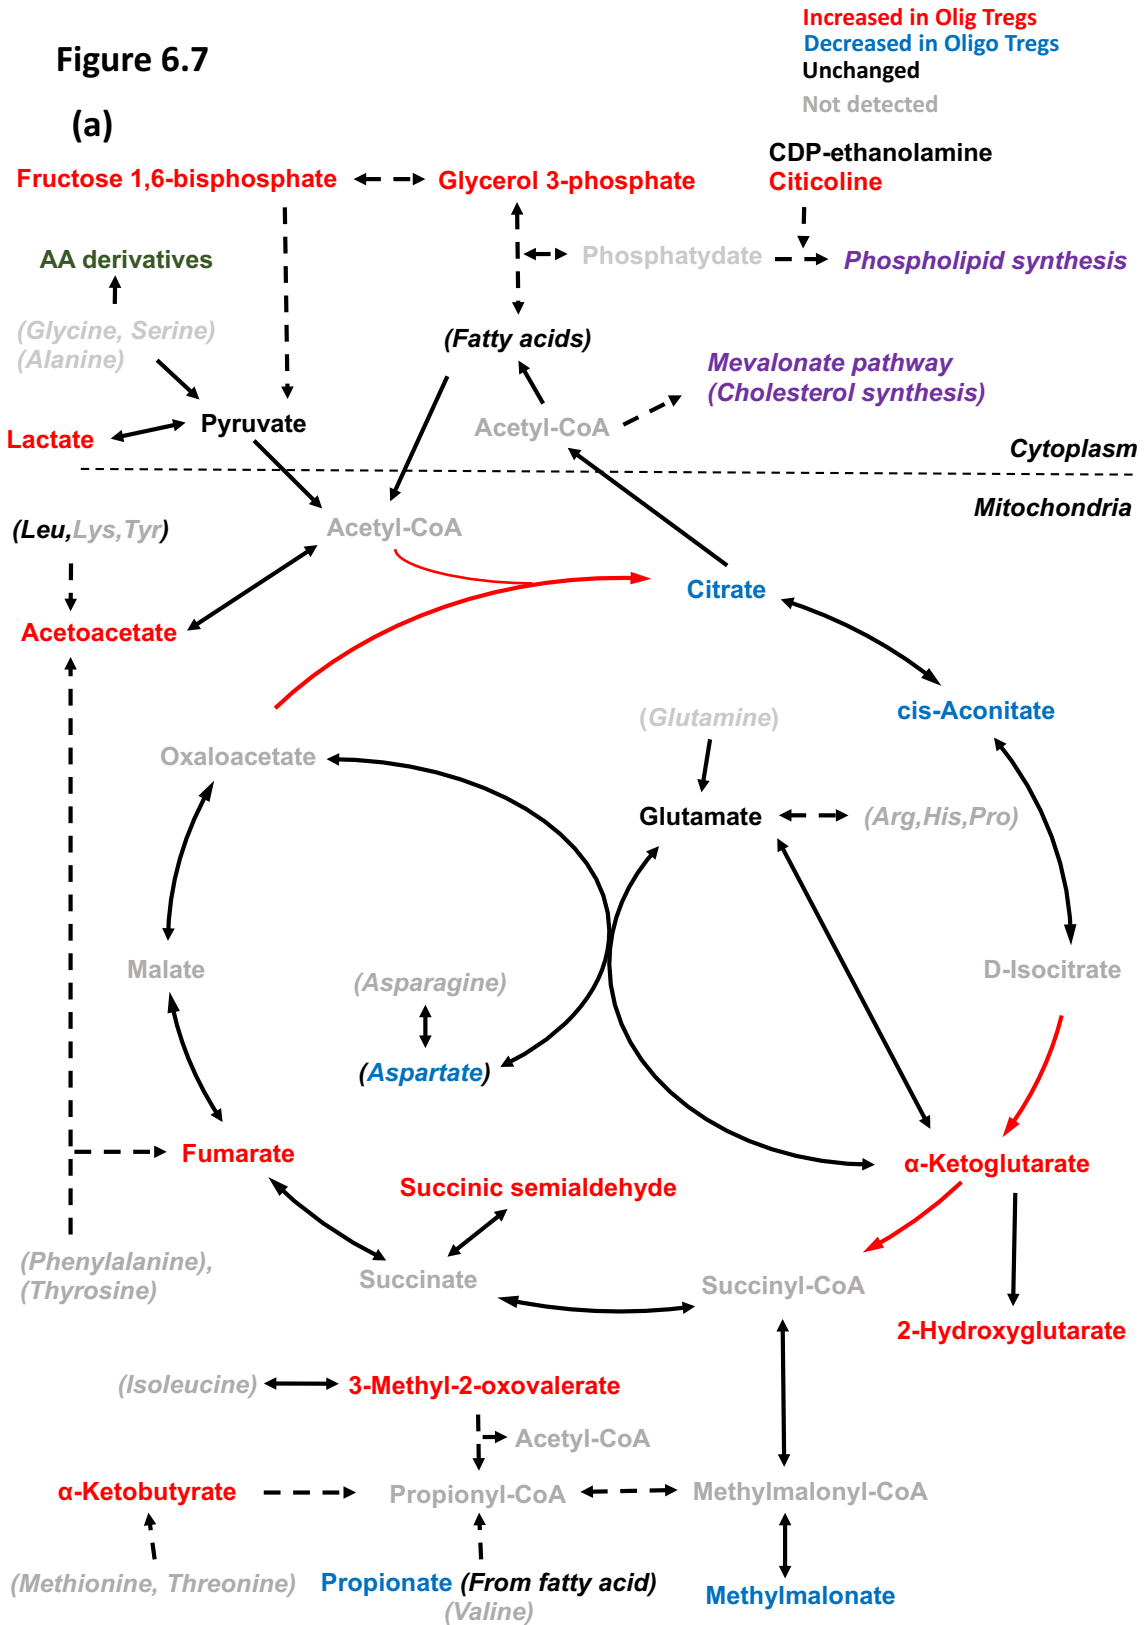 Increased in Olig Tregs
Decreased in Oligo Tregs
Unchanged
Not detected
Figure 6.7
(a)
CDP-ethanolamine
Citicoline
Fructose 1,6-bisphosphate
Glycerol 3-phosphate
AA derivatives
Phosphatydate
Phospholipid synthesis
(Glycine, Serine)
(Alanine)
(Fatty acids)
Mevalonate pathway
(Cholesterol synthesis)
Pyruvate
Acetyl-CoA
Lactate
Cytoplasm
Mitochondria
(Leu,Lys,Tyr)
Acetyl-CoA
Citrate
Acetoacetate
cis-Aconitate
(Glutamine)
Oxaloacetate
Glutamate
(Arg,His,Pro)
Malate
(Asparagine)
D-Isocitrate
(Aspartate)
Fumarate
α-Ketoglutarate
Succinic semialdehyde
(Phenylalanine),
(Thyrosine)
Succinate
Succinyl-CoA
2-Hydroxyglutarate
(Isoleucine)
3-Methyl-2-oxovalerate
Acetyl-CoA
α-Ketobutyrate
Propionyl-CoA
Methylmalonyl-CoA
(Methionine, Threonine)
Propionate (From fatty acid)
(Valine)
Methylmalonate